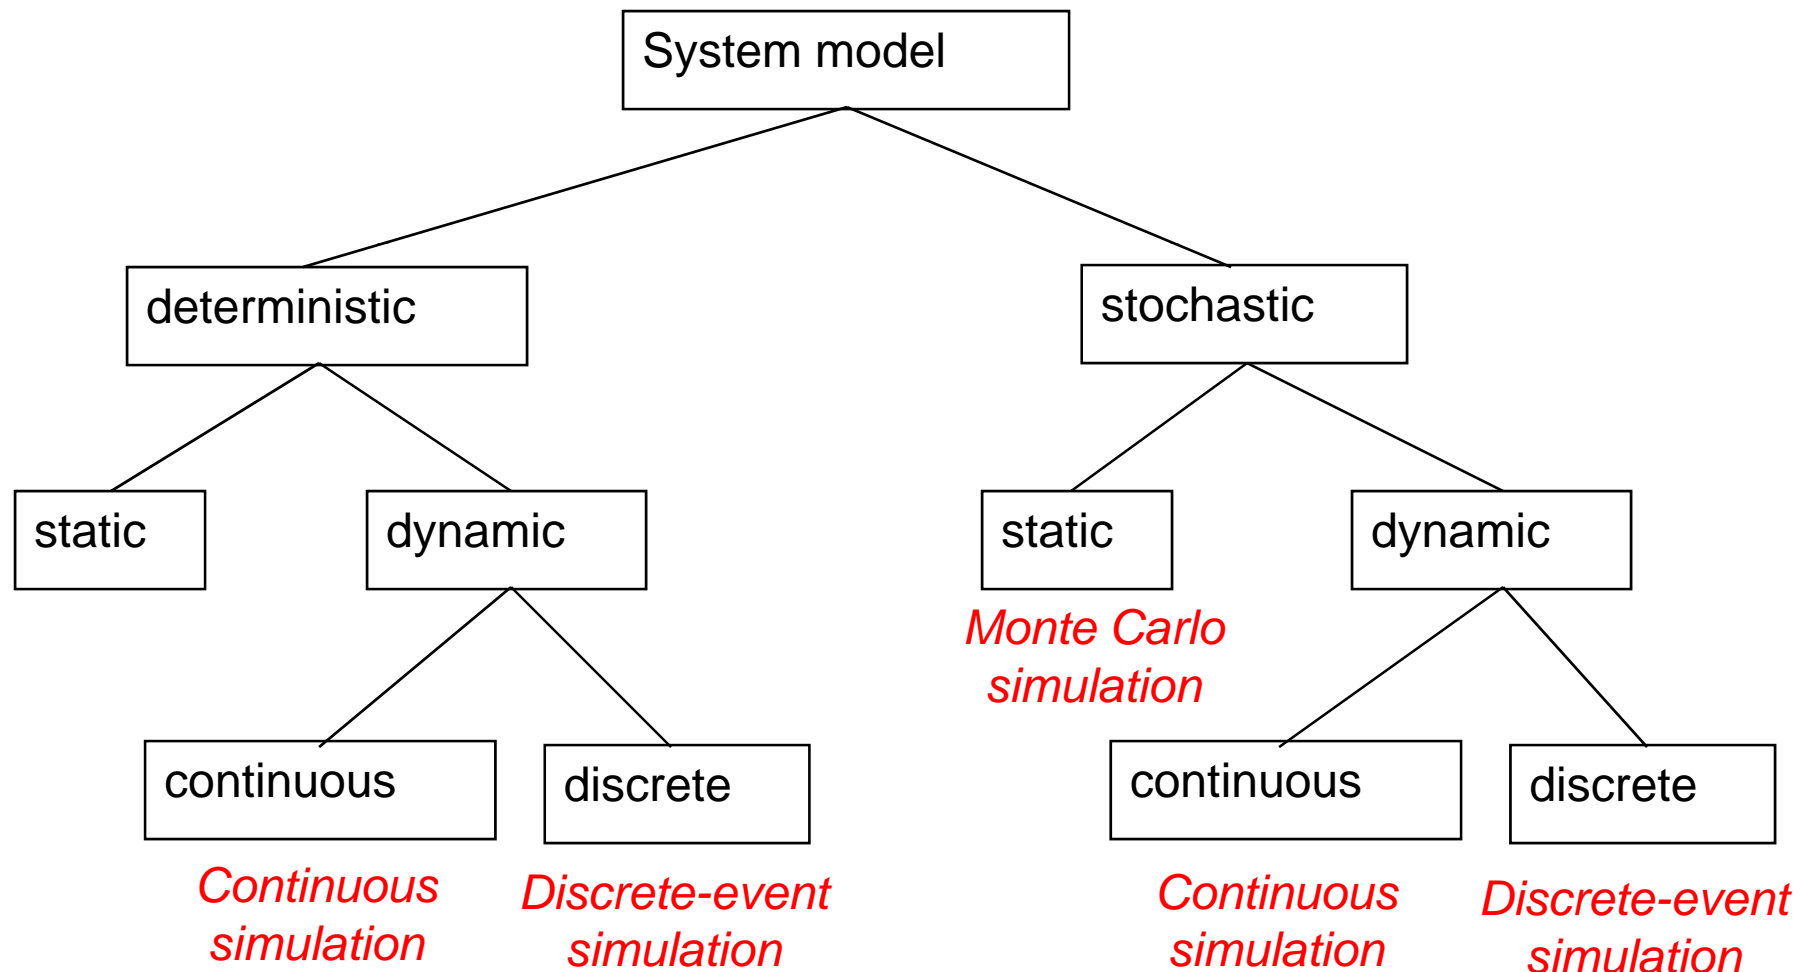 System model
deterministic
stochastic
static
dynamic
static
dynamic
Monte Carlo
simulation
continuous
discrete
continuous
discrete
Continuous
simulation
Discrete-event
simulation
Continuous
simulation
Discrete-event
simulation